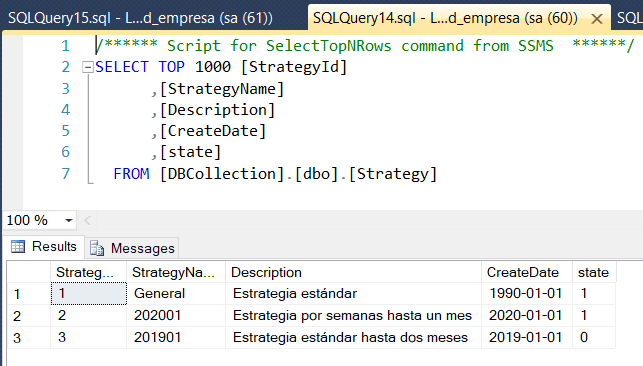 SQLQuery15.sql - L...d_empresa (sa (61)) SQLQuery14.sql - L...d_empresa (sa (60)) SQL
1 /****** Script for SelectTopNRows command from SSMS ******/
2 SELECT TOP 1000 [StrategyId]
3 ,[StrategyName]
4 ,[Description]
5 ,[CreateDate]
6 ,[state]
7 FROM [DBCollection].[dbo].[Strategy]
100 %
Results Messages
Strateg... StrategyNa... Description CreateDate state
1 1 General Estrategia estándar 1990-01-01 1
2 2 202001 Estrategia por semanas hasta un mes 2020-01-01 1
3 3 201901 Estrategia estándar hasta dos meses 2019-01-01 0